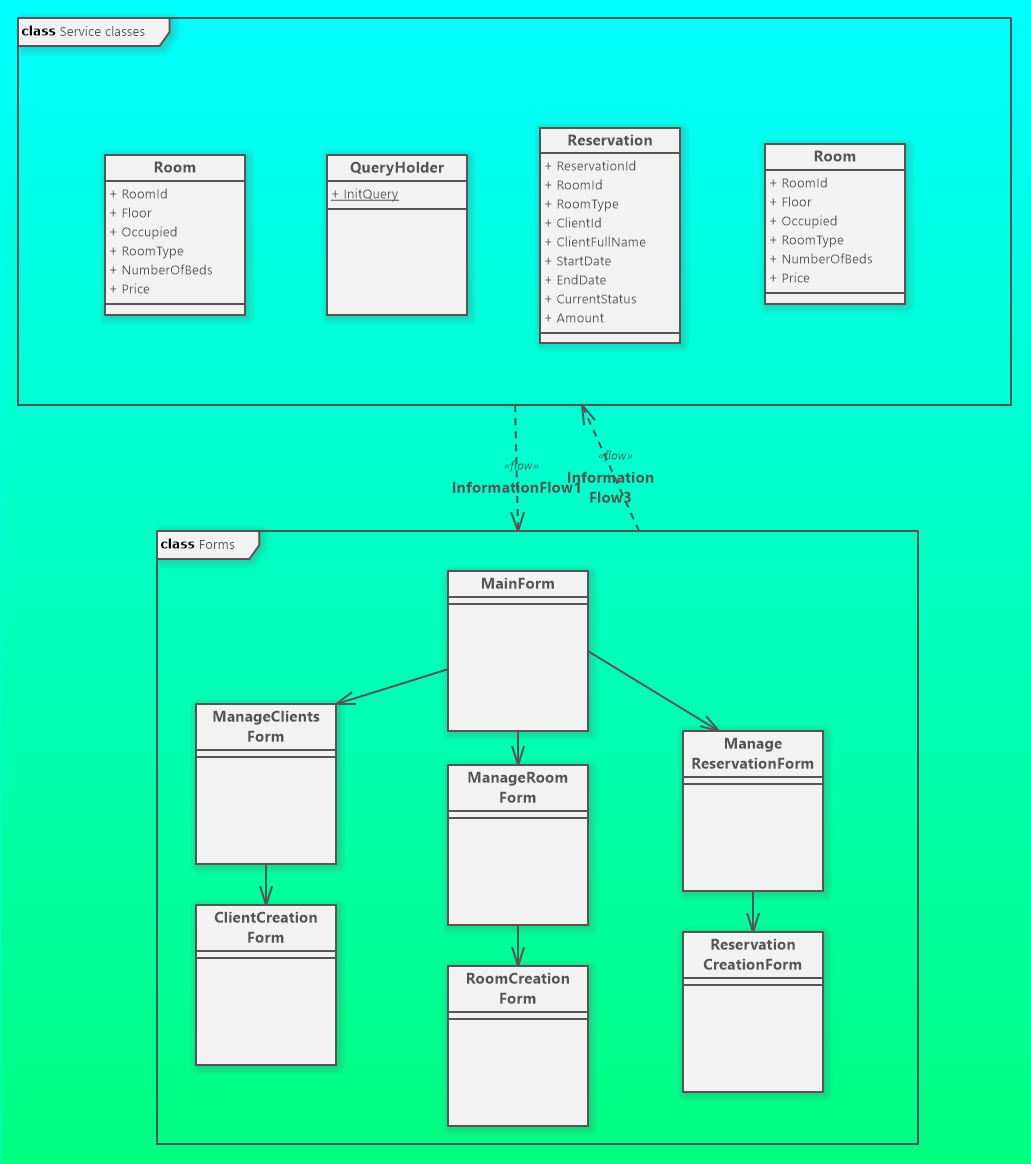 class Service classes
Room
+ RoomId
+ Floor
+ Occupied
+ RoomType
+ NumberOfBeds
+ Price
QueryHolder
+ InitQuery
Reservation
+ ReservationId
+ RoomId
+ RoomType
+ ClientId
+ ClientFullName
+ StartDate
+ EndDate
+ CurrentStatus
+ Amount
Room
+ RoomId
+ Floor
+ Occupied
+ RoomType
+ NumberOfBeds
+ Price
«flow»
InformationFlow1
«flow»
Information
Flow3
class Forms
MainForm
ManageClients
Form
ManageRoom
Form
Manage
ReservationForm
ClientCreation
Form
RoomCreation
Form
Reservation
CreationForm